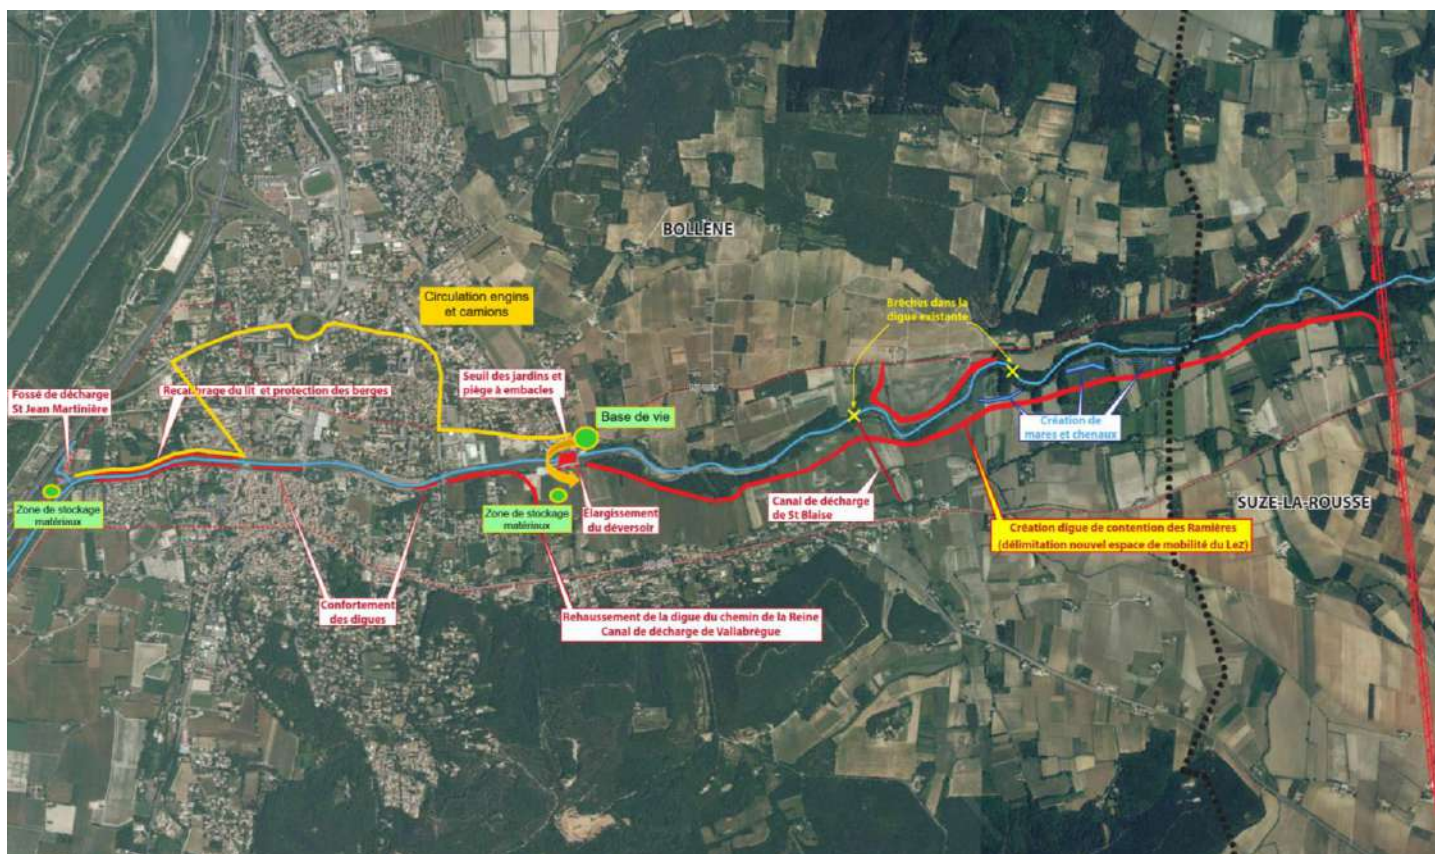 BOLLÈNE
Circulation engins
et camions
Brèches dans la
digue existante
Seuil des jardins et
piège à embacles
Recalibrage du lit et protection des berges
Fossé de décharge
St Jean Martinière
Base de vie
Création de
mares et chenaux
Zone de stockage
matériaux
Zone de stockage
matériaux
Élargissement
du déversoir
Canal de décharge
de St Blaise
SUZE-LA-ROUSSE
Création digue de contention des Ramières
(délimitation nouvel espace de mobilité du Lez)
Confortement
des digues
Rehaussement de la digue du chemin de la Reine
Canal de décharge de Vallabrègue